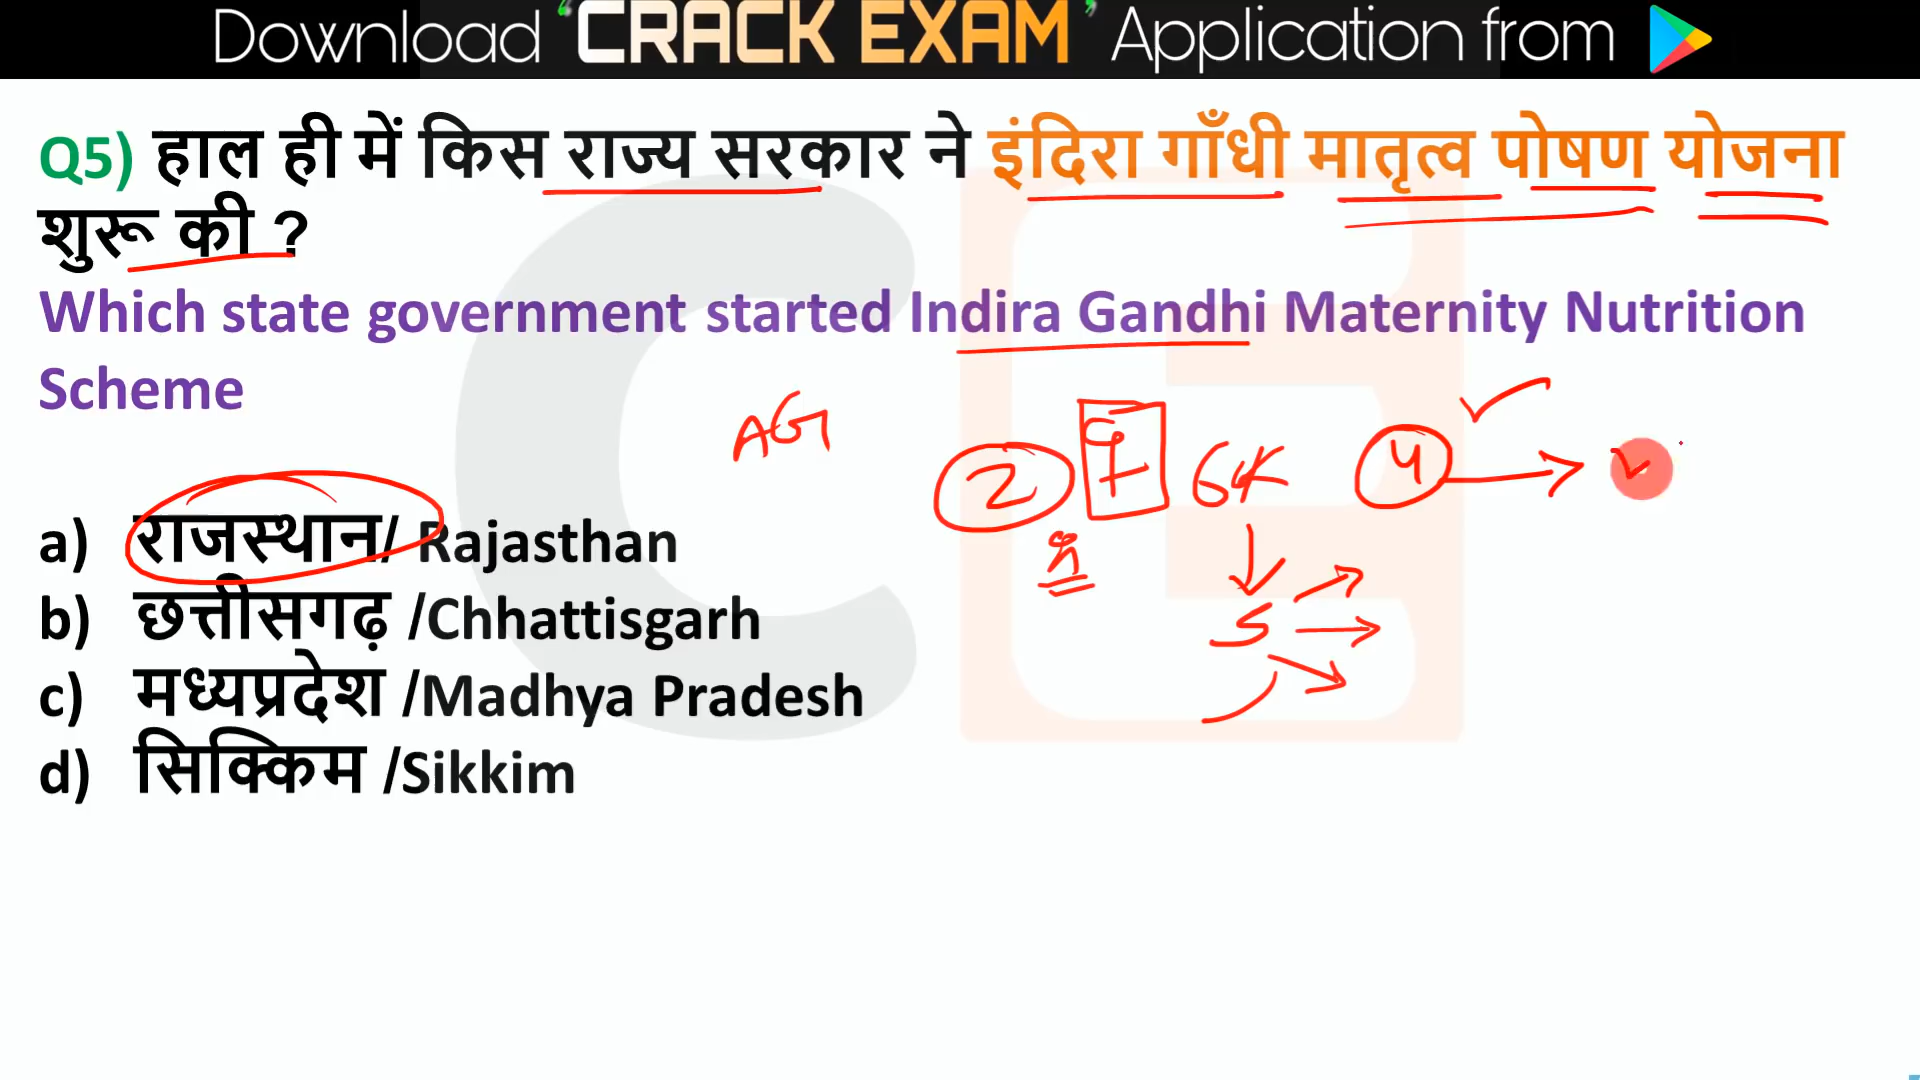 Download ‘CRACK EXAM’ Application from
Q5) हाल ही में किस राज्य सरकार ने इंदिरा गाँधी मातृत्व पोषण योजना
शुरू की ?
Which state government started Indira Gandhi Maternity Nutrition
Scheme
AG
2
4
5
a) राजस्थान/ Rajasthan
b) छत्तीसगढ़ /Chhattisgarh
c) मध्यप्रदेश /Madhya Pradesh
d) सिक्किम /Sikkim